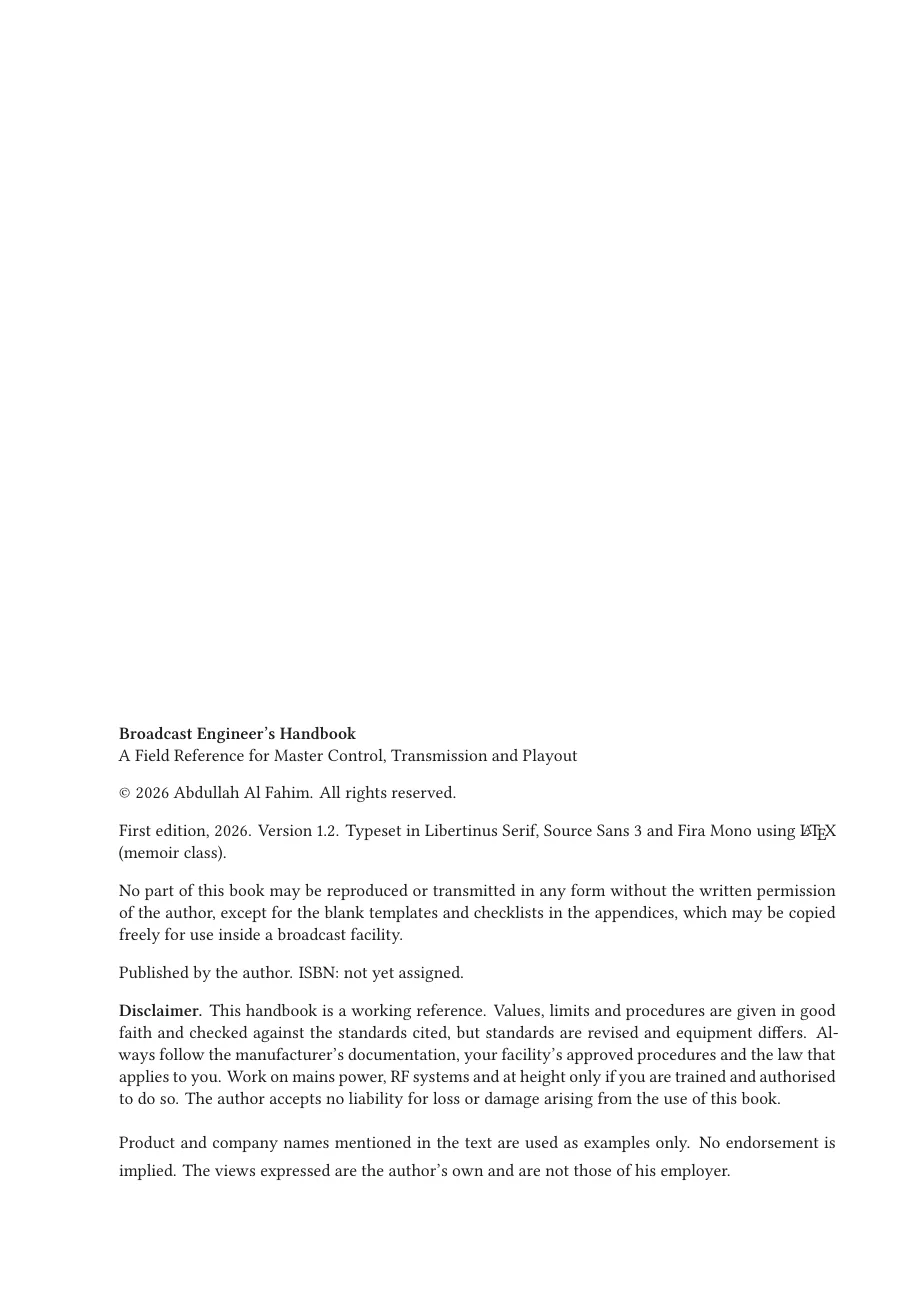 Broadcast Engineer’s Handbook
A Field Reference for Master Control, Transmission and Playout
© 2026 Abdullah Al Fahim. All rights reserved.
First edition, 2026. Version 1.2. Typeset in Libertinus Serif, Source Sans 3 and Fira Mono using LATEX
(memoir class).
No part of this book may be reproduced or transmitted in any form without the written permission
of the author, except for the blank templates and checklists in the appendices, which may be copied
freely for use inside a broadcast facility.
Published by the author. ISBN: not yet assigned.
Disclaimer. This handbook is a working reference. Values, limits and procedures are given in good
faith and checked against the standards cited, but standards are revised and equipment differs. Al-
ways follow the manufacturer’s documentation, your facility’s approved procedures and the law that
applies to you. Work on mains power, RF systems and at height only if you are trained and authorised
to do so. The author accepts no liability for loss or damage arising from the use of this book.
Product and company names mentioned in the text are used as examples only. No endorsement is
implied. The views expressed are the author’s own and are not those of his employer.